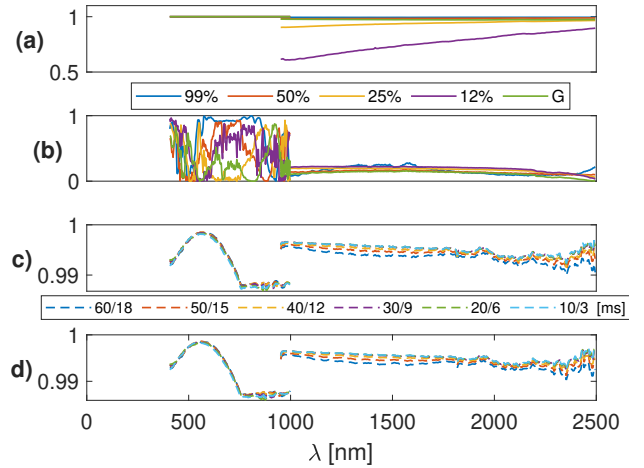 (a)
1
0.5
99% 50% 25% 12% G
(b)
1
0
c)
1
0.99
60/18 50/15 40/12 30/9 20/6 10/3 [ms]
d)
1
0.99
0 500 1000 1500 2000 2500
λ [nm]